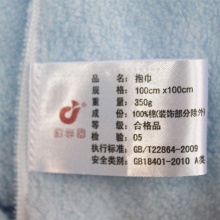 品 名: 抱巾
规 格: 100cm x100cm
重 量: 350g
成 分: 100%棉(装饰部分除外)
等 级: 合格品
检 验: 05
执行标准: GB/T22864-2009
安全类别: GB18401-2010 A类